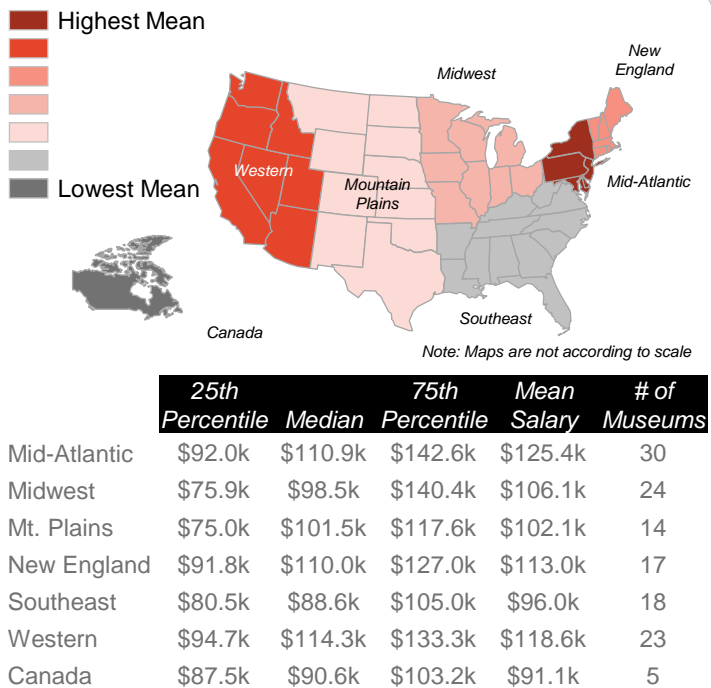 Highest Mean
Lowest Mean
Midwest
New
England
Western
Mountain
Plains
Mid-Atlantic
Southeast
Canada
Note: Maps are not according to scale
25th Percentile Median 75th Percentile Mean Salary # of Museums
Mid-Atlantic $92.0k $110.9k $142.6k $125.4k 30
Midwest $75.9k $98.5k $140.4k $106.1k 24
Mt. Plains $75.0k $101.5k $117.6k $102.1k 14
New England $91.8k $110.0k $127.0k $113.0k 17
Southeast $80.5k $88.6k $105.0k $96.0k 18
Western $94.7k $114.3k $133.3k $118.6k 23
Canada $87.5k $90.6k $103.2k $91.1k 5